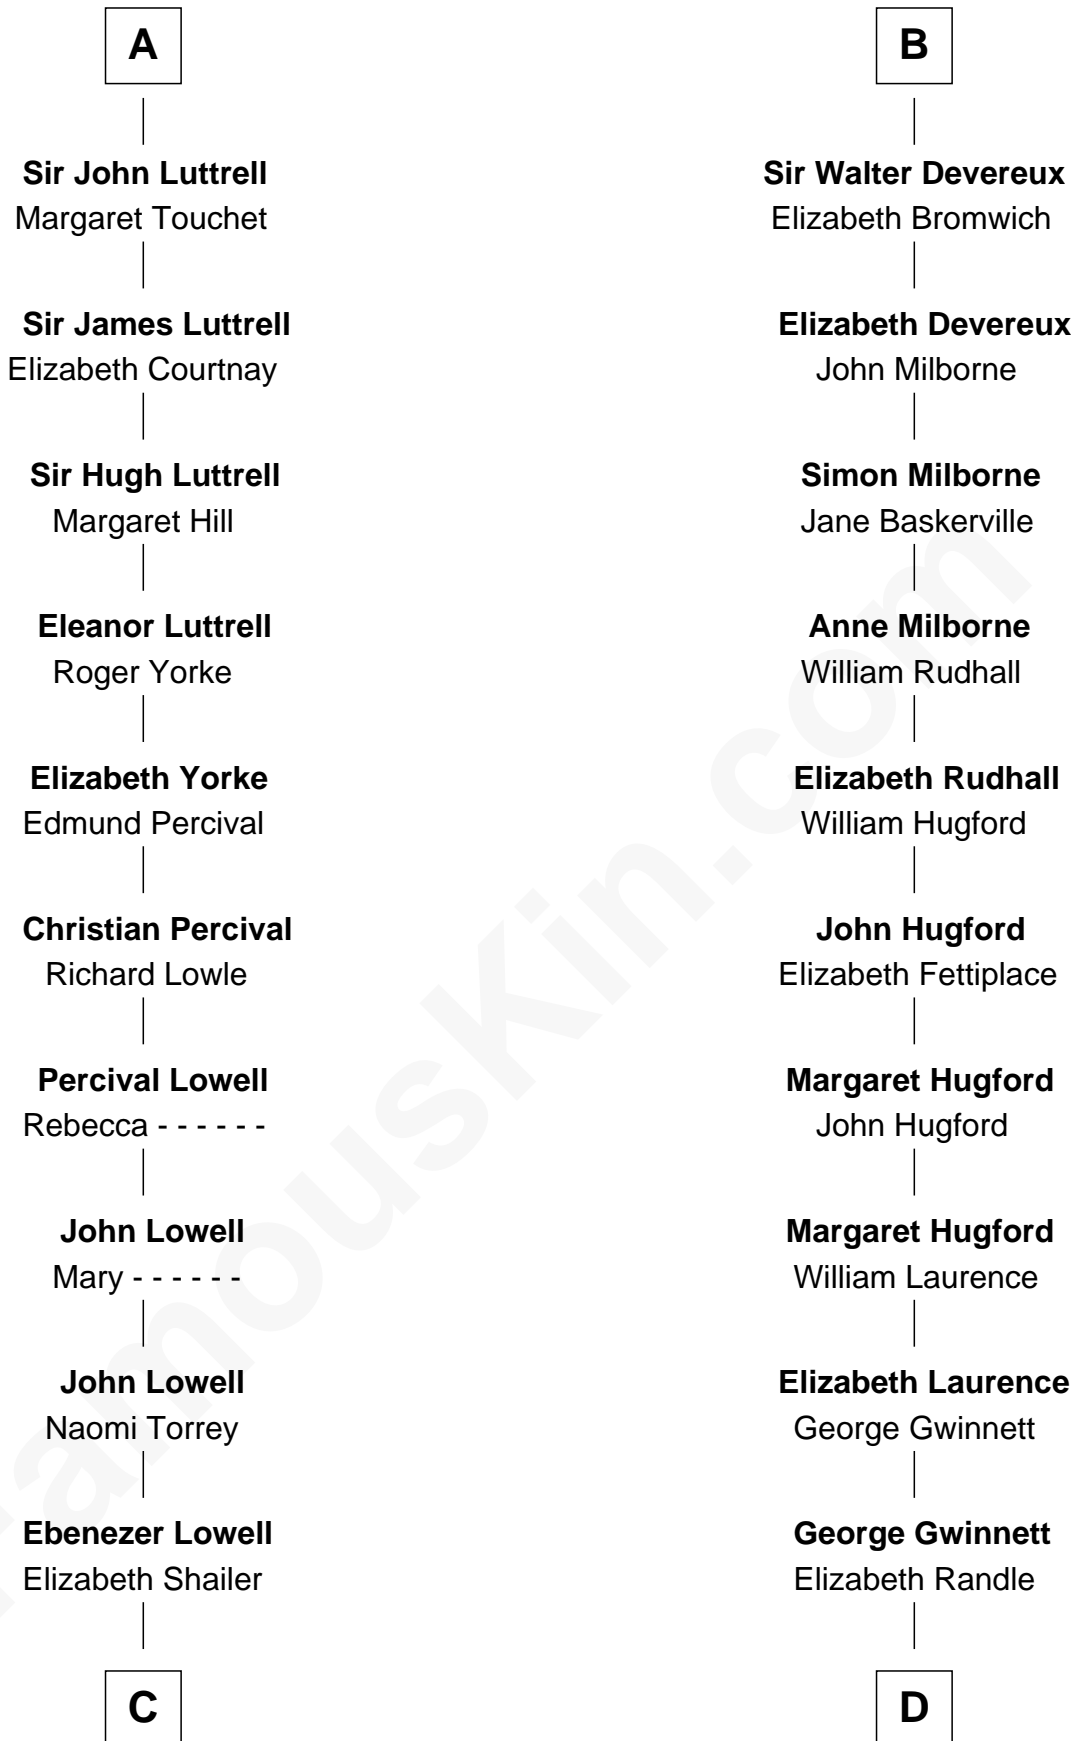 A
Sir John Luttrell
Margaret Touchet
Sir James Luttrell
Elizabeth Courtnay
Sir Hugh Luttrell
Margaret Hill
Eleanor Luttrell
Roger Yorke
Elizabeth Yorke
Edmund Percival
Christian Percival
Richard Lowle
Percival Lowell
Rebecca - - - - - -
John Lowell
Mary - - - - - -
John Lowell
Naomi Torrey
Ebenezer Lowell
Elizabeth Shailer
C
B
Sir Walter Devereux
Elizabeth Bromwich
Elizabeth Devereux
John Milborne
Simon Milborne
Jane Baskerville
Anne Milborne
William Rudhall
Elizabeth Rudhall
William Hugford
John Hugford
Elizabeth Fettiplace
Margaret Hugford
John Hugford
Margaret Hugford
William Laurence
Elizabeth Laurence
George Gwinnett
George Gwinnett
Elizabeth Randle
D
FamousKin.com